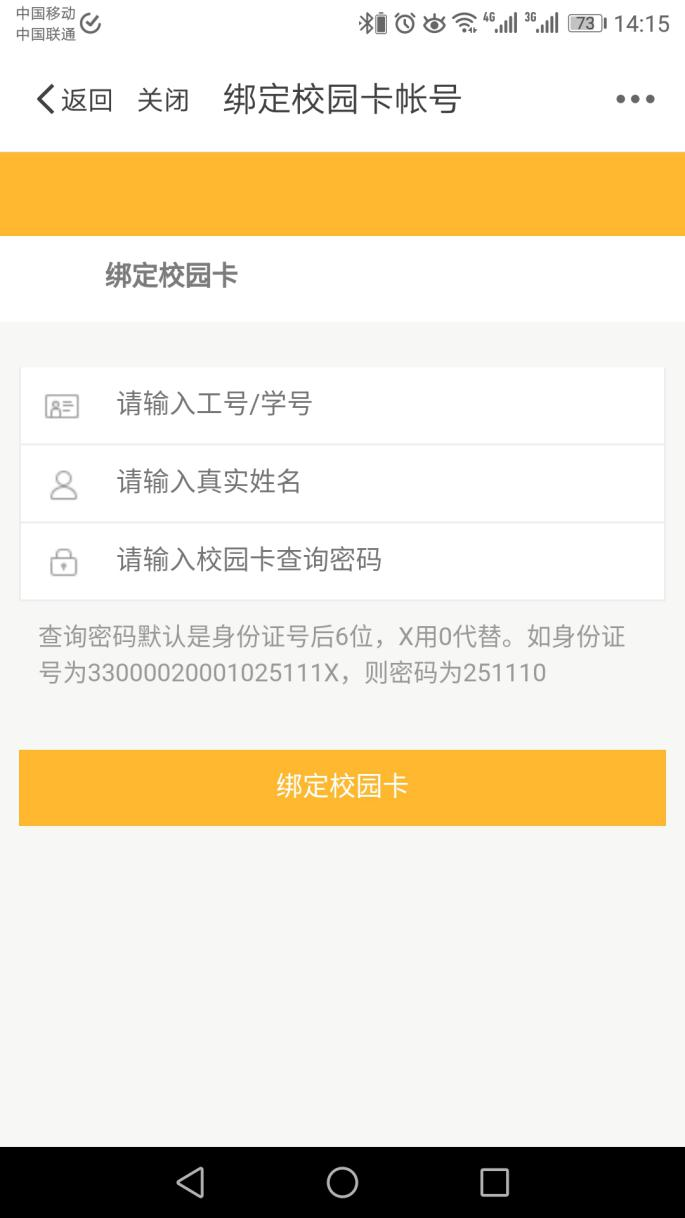 中国移动
中国联通
4G
3G
73
14:15
返回 关闭 绑定校园卡帐号
绑定校园卡
请输入工号/学号
请输入真实姓名
请输入校园卡查询密码
查询密码默认是身份证号后6位，X用0代替。如身份证
号为33000020001025111X，则密码为251110
绑定校园卡